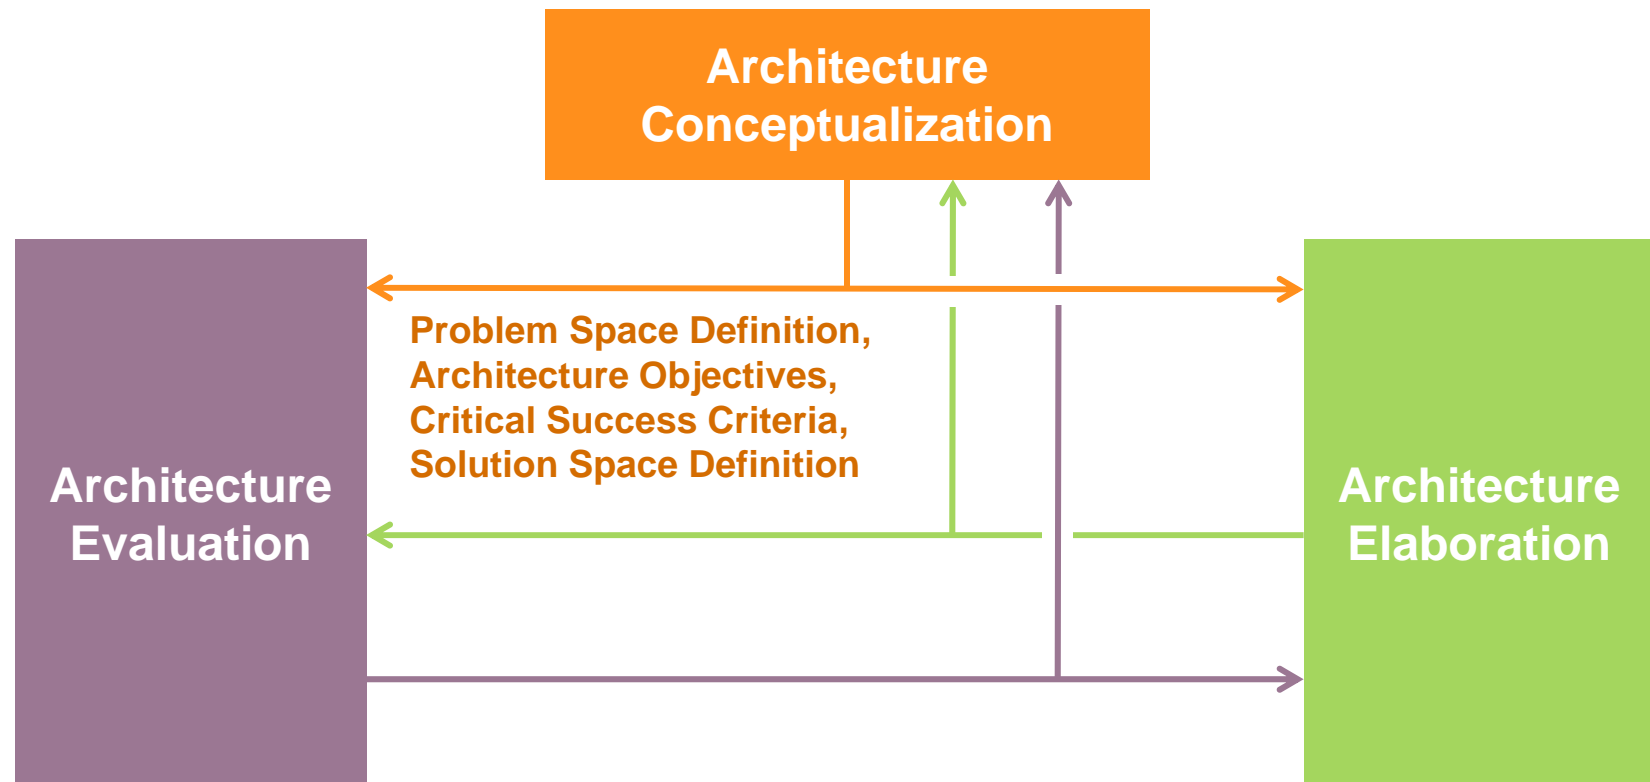 Architecture
Conceptualization
Problem Space Definition,
Architecture Objectives,
Critical Success Criteria,
Solution Space Definition
Architecture
Evaluation
Architecture
Elaboration